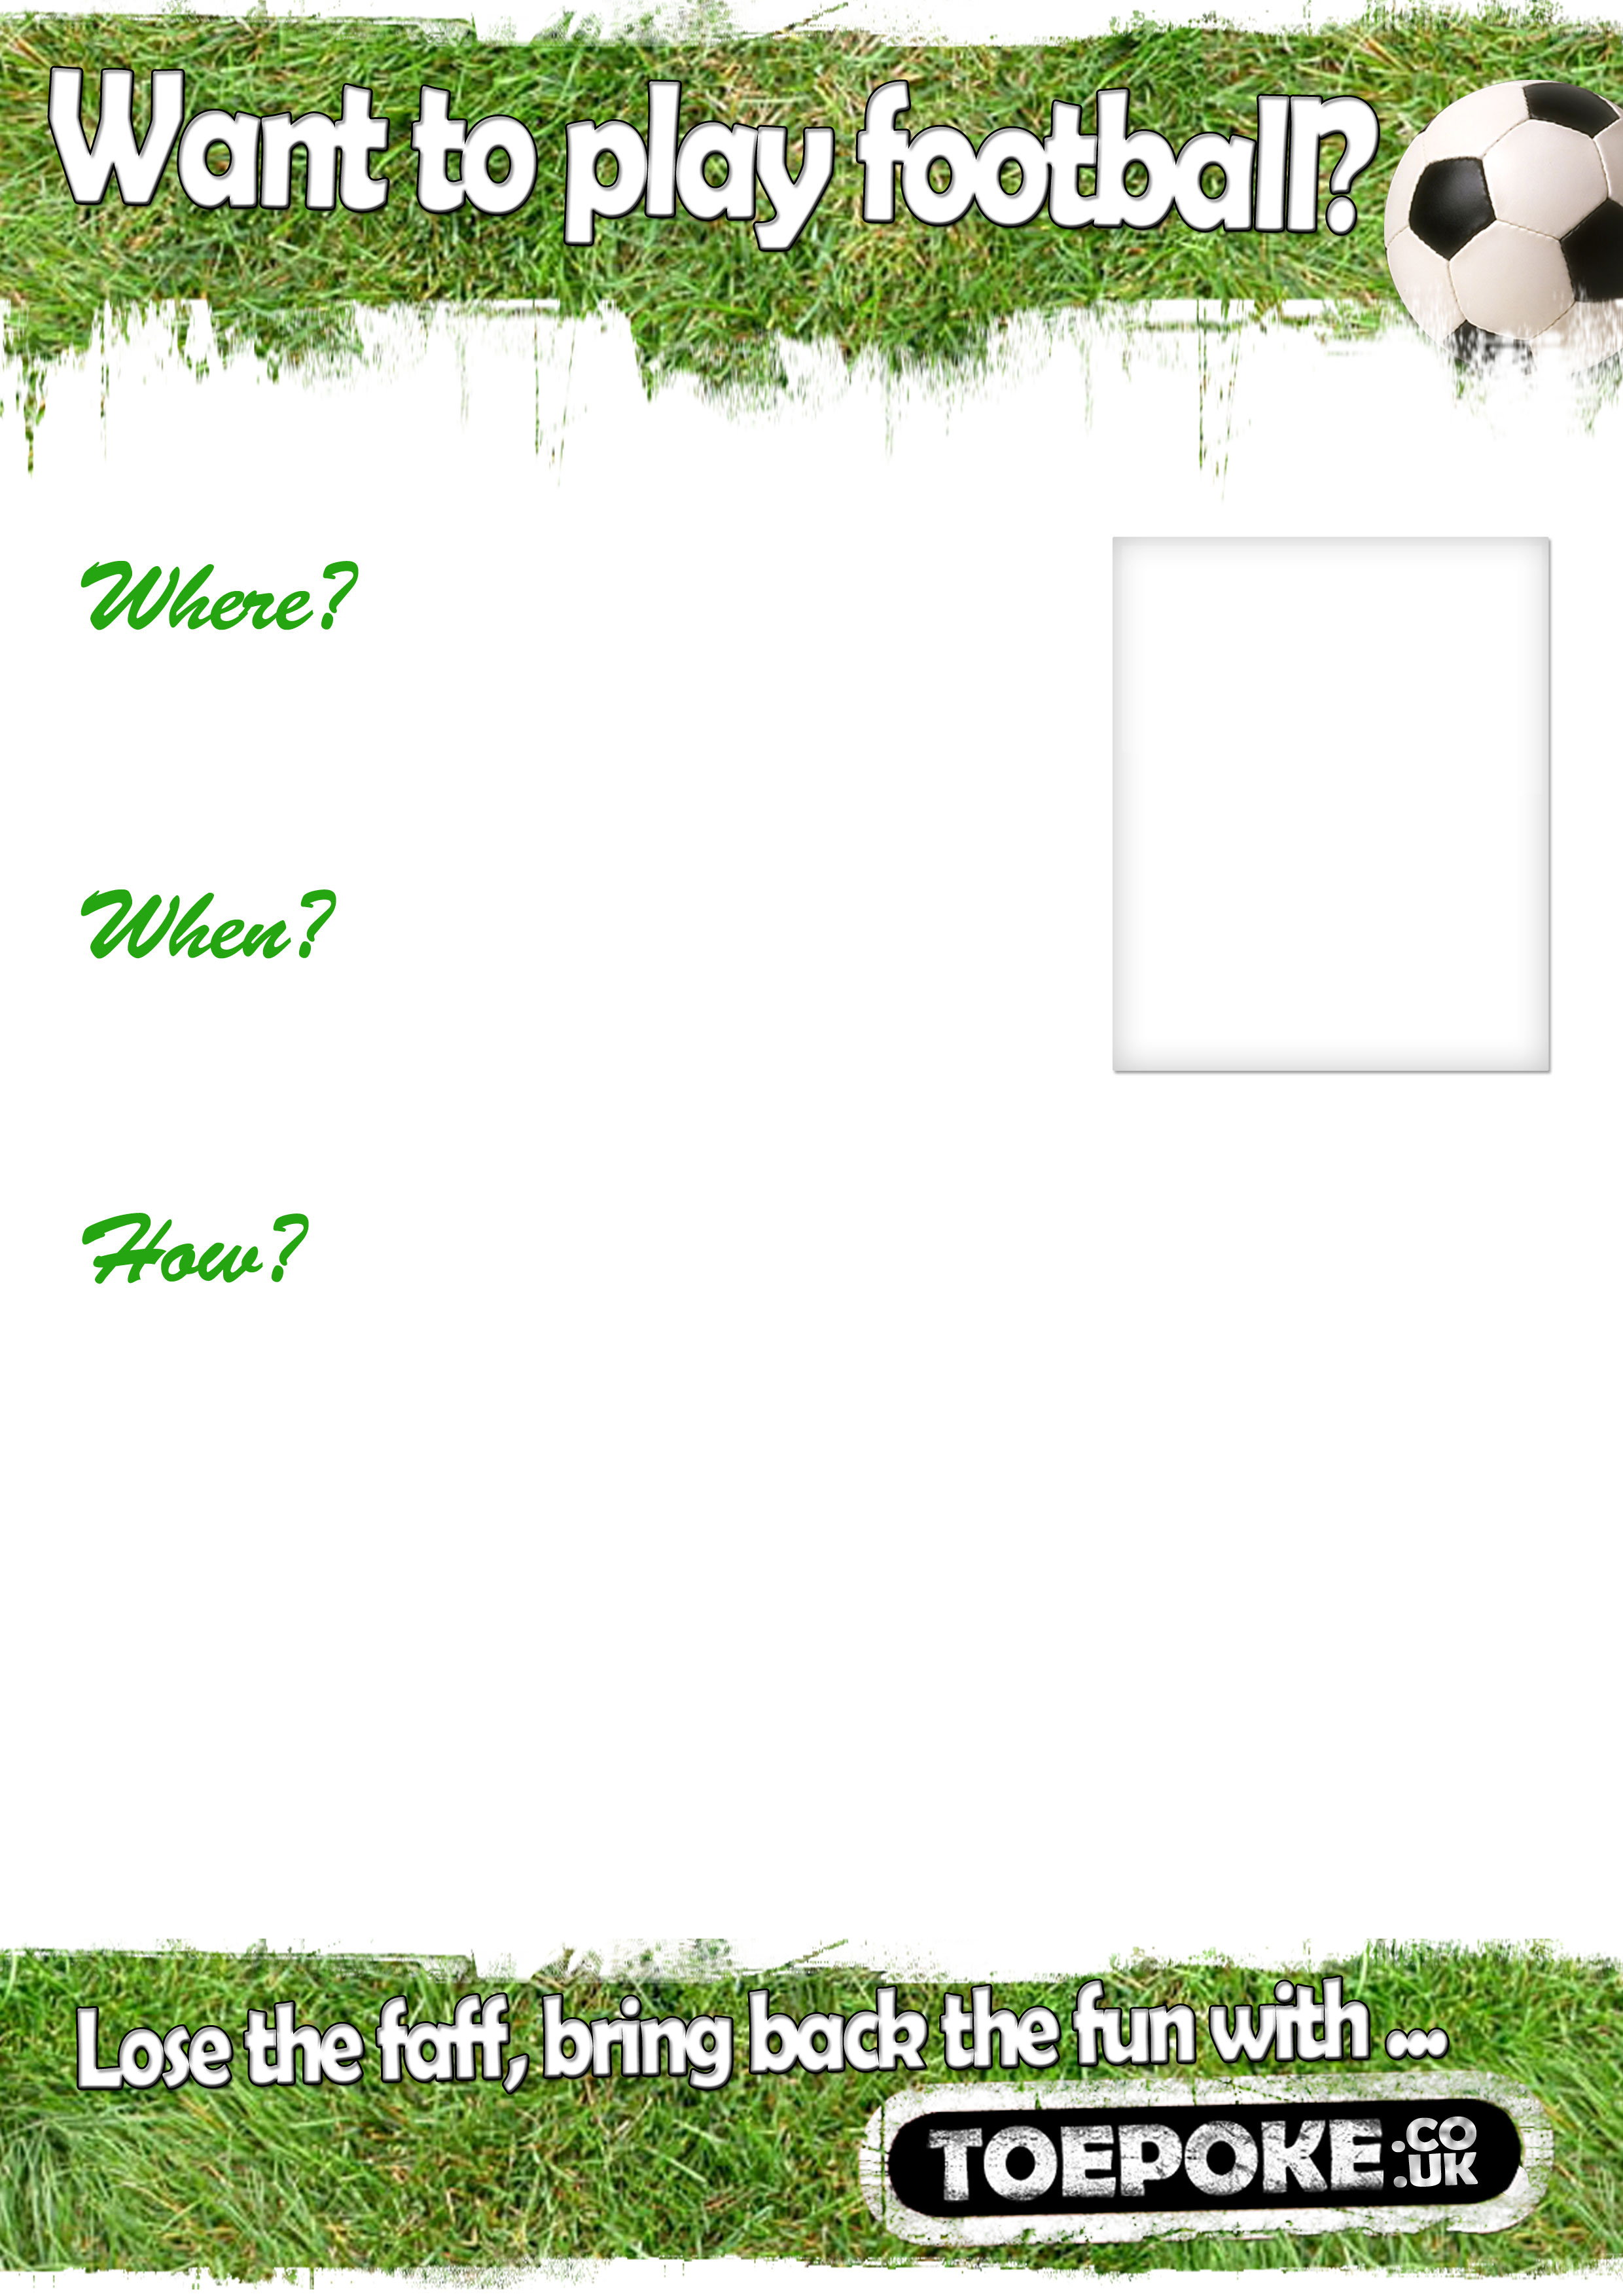 Want to play football?
Where?
When?
How?
Lose the faff, bring back the fun with ...
TOEPOKE.CO.UK